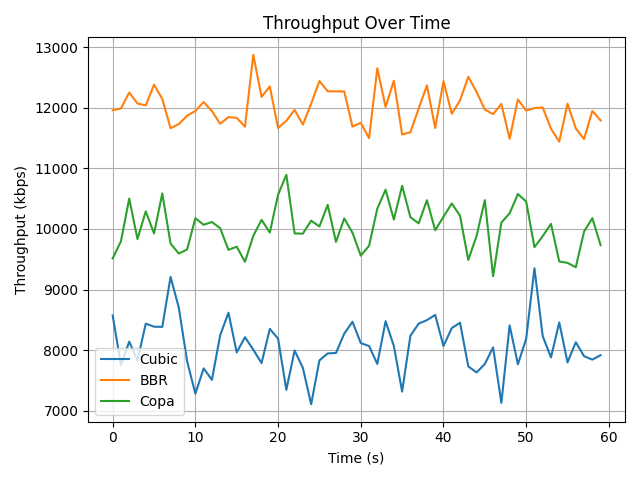 Throughput Over Time
Throughput (kbps)
13000
12000
11000
10000
9000
8000
7000
Cubic
BBR
Copa
0 10 20 30 40 50 60
Time (s)